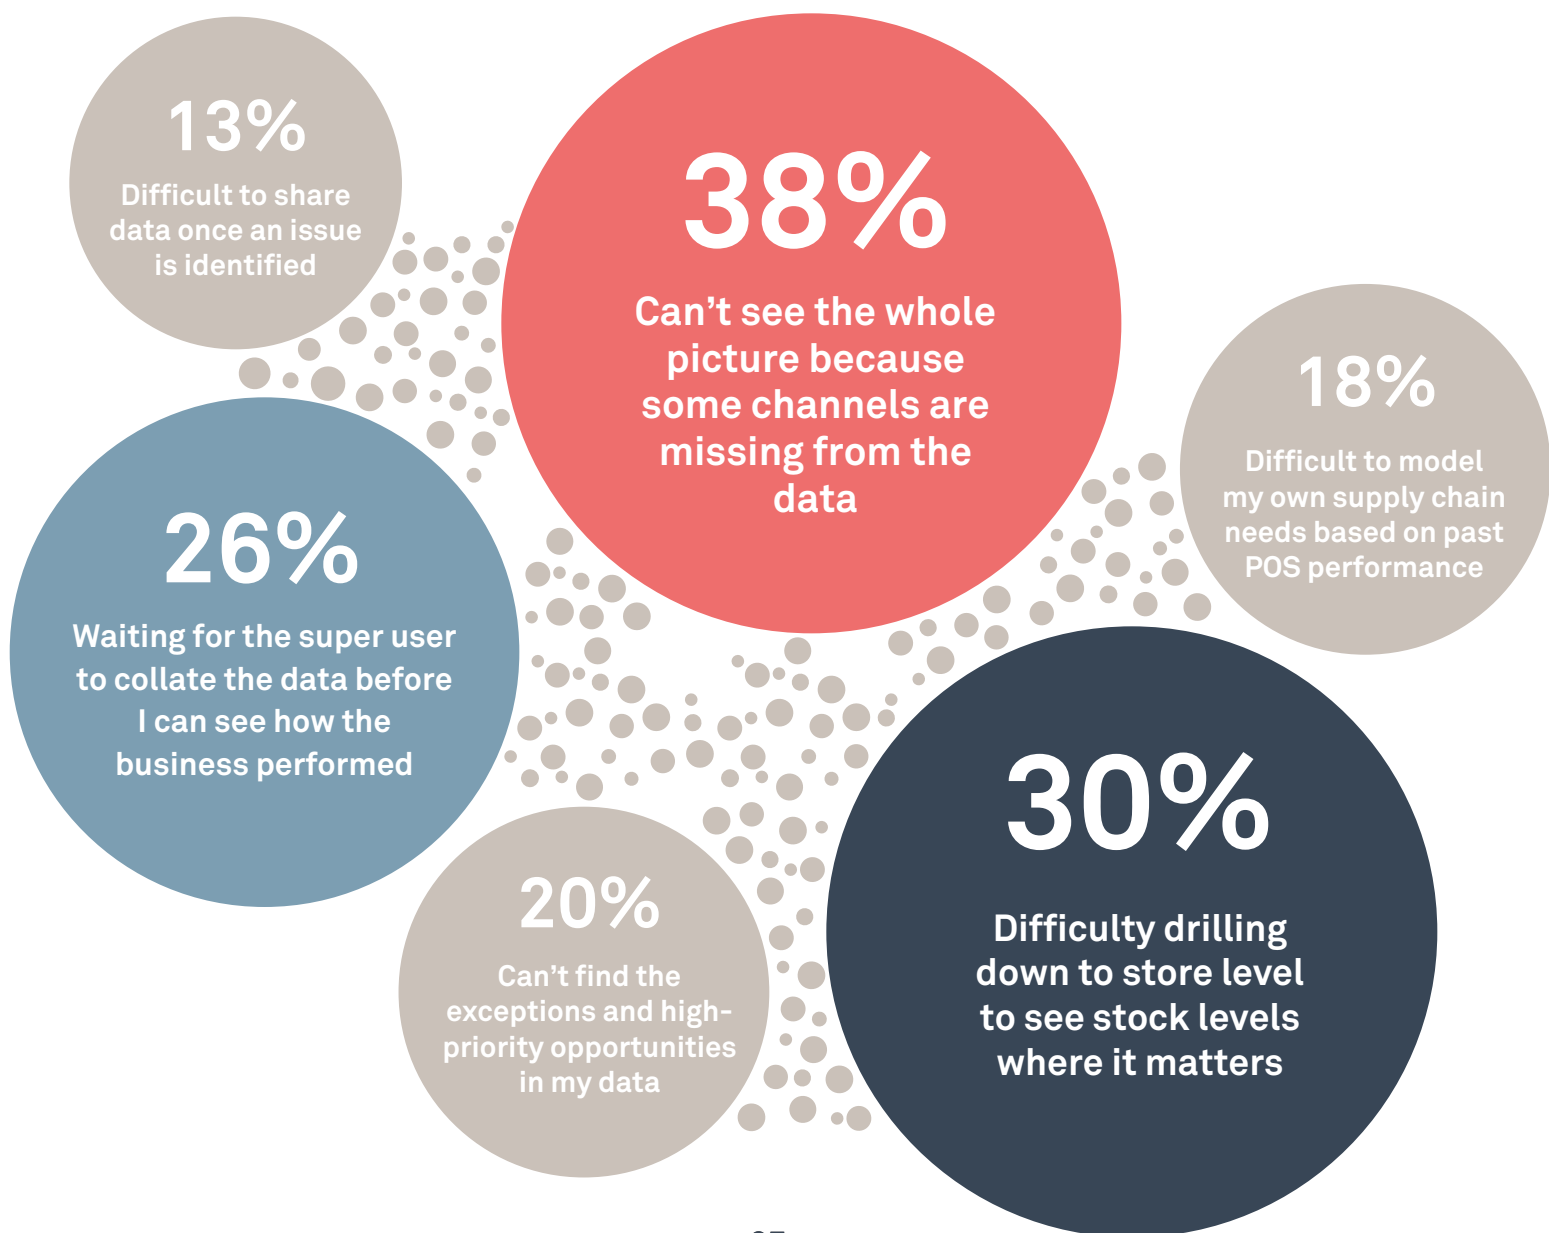 13%
Difficult to share
data once an issue
is identified
38%
Can't see the whole
picture because
some channels are
missing from the
data
18%
Difficult to model
my own supply chain
needs based on past
POS performance
26%
Waiting for the super user
to collate the data before
I can see how the
business performed
30%
Difficulty drilling
down to store level
to see stock levels
where it matters
20%
Can't find the
exceptions and high-
priority opportunities
in my data